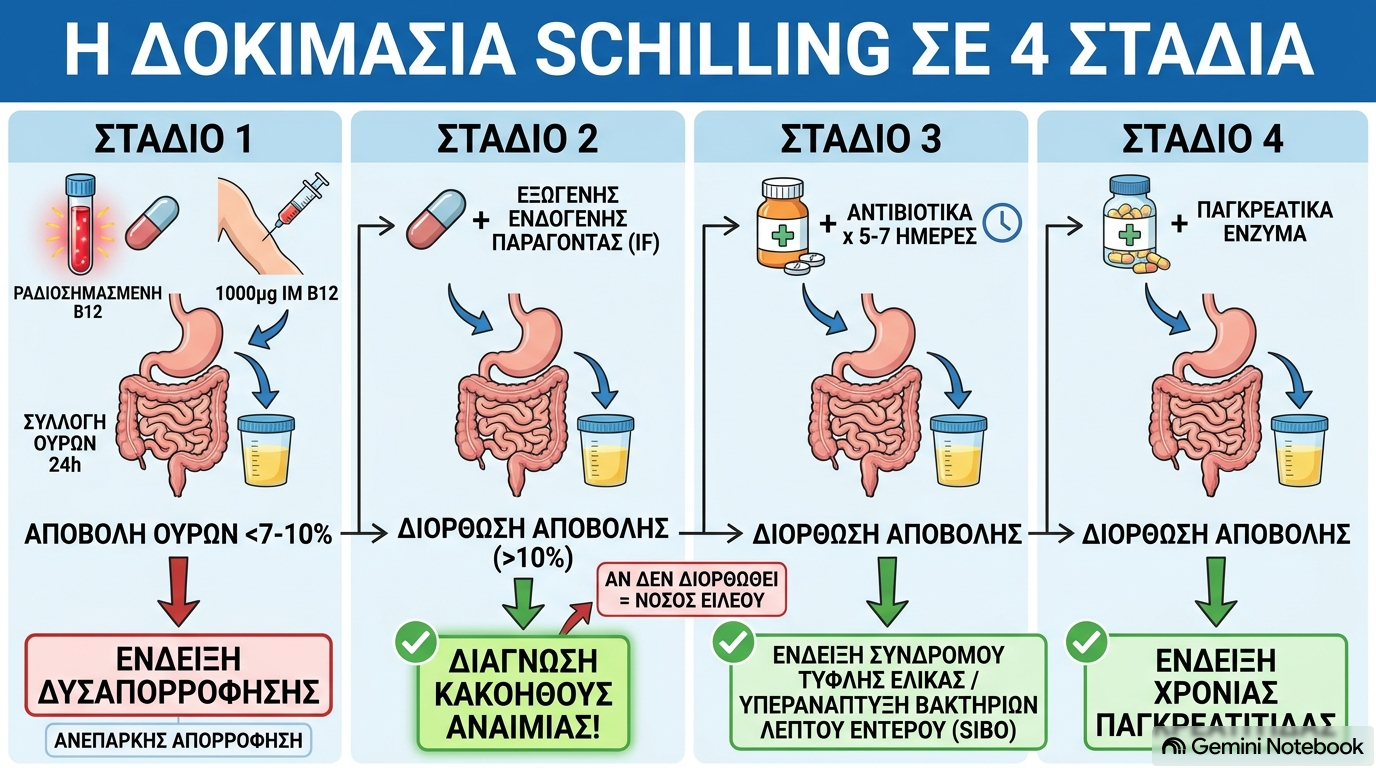 Η ΔΟΚΙΜΑΣΙΑ SCHILLING ΣΕ 4 ΣΤΑΔΙΑ
ΣΤΑΔΙΟ 1
ΡΑΔΙΟΣΗΜΑΣΜΕΝΗ
B12
1000μg IM B12
ΣΥΛΛΟΓΗ
ΟΥΡΩΝ
24h
ΑΠΟΒΟΛΗ ΟΥΡΩΝ <7-10%
ΕΝΔΕΙΞΗ
ΔΥΣΑΠΟΡΡΟΦΗΣΗΣ
ΑΝΕΠΑΡΚΗΣ ΑΠΟΡΡΟΦΗΣΗ
ΣΤΑΔΙΟ 2
+
ΕΞΩΓΕΝΗΣ
ΕΝΔΟΓΕΝΗΣ
ΠΑΡΑΓΟΝΤΑΣ (IF)
ΔΙΟΡΘΩΣΗ ΑΠΟΒΟΛΗΣ
(>10%)
ΑΝ ΔΕΝ ΔΙΟΡΘΩΘΕΙ
= ΝΟΣΟΣ ΕΙΛΕΟΥ
ΔΙΑΓΝΩΣΗ
ΚΑΚΟΗΘΟΥΣ
ΑΝΑΙΜΙΑΣ!
ΣΤΑΔΙΟ 3
+
ΑΝΤΙΒΙΟΤΙΚΑ
x 5-7 ΗΜΕΡΕΣ
ΔΙΟΡΘΩΣΗ ΑΠΟΒΟΛΗΣ
ΕΝΔΕΙΞΗ ΣΥΝΔΡΟΜΟΥ
ΤΥΦΛΗΣ ΕΛΙΚΑΣ /
ΥΠΕΡΑΝΑΠΤΥΞΗ ΒΑΚΤΗΡΙΩΝ
ΛΕΠΤΟΥ ΕΝΤΕΡΟΥ (SIBO)
ΣΤΑΔΙΟ 4
+
ΠΑΓΚΡΕΑΤΙΚΑ
ΕΝΖΥΜΑ
ΔΙΟΡΘΩΣΗ ΑΠΟΒΟΛΗΣ
ΕΝΔΕΙΞΗ
ΧΡΟΝΙΑΣ
ΠΑΓΚΡΕΑΤΙΤΙΔΑΣ
Gemini Notebook